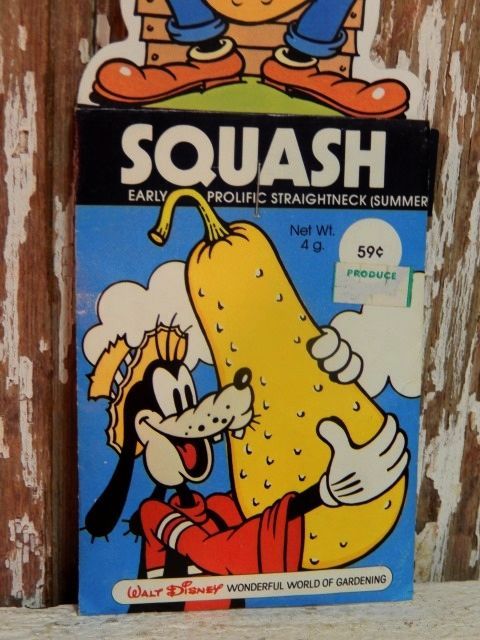 SQUASH
EARLY PROLIFIC STRAIGHTNECK (SUMMER
Net Wt.
4 g.
59¢
PRODUCE
WALT DISNEY WONDERFUL WORLD OF GARDENING